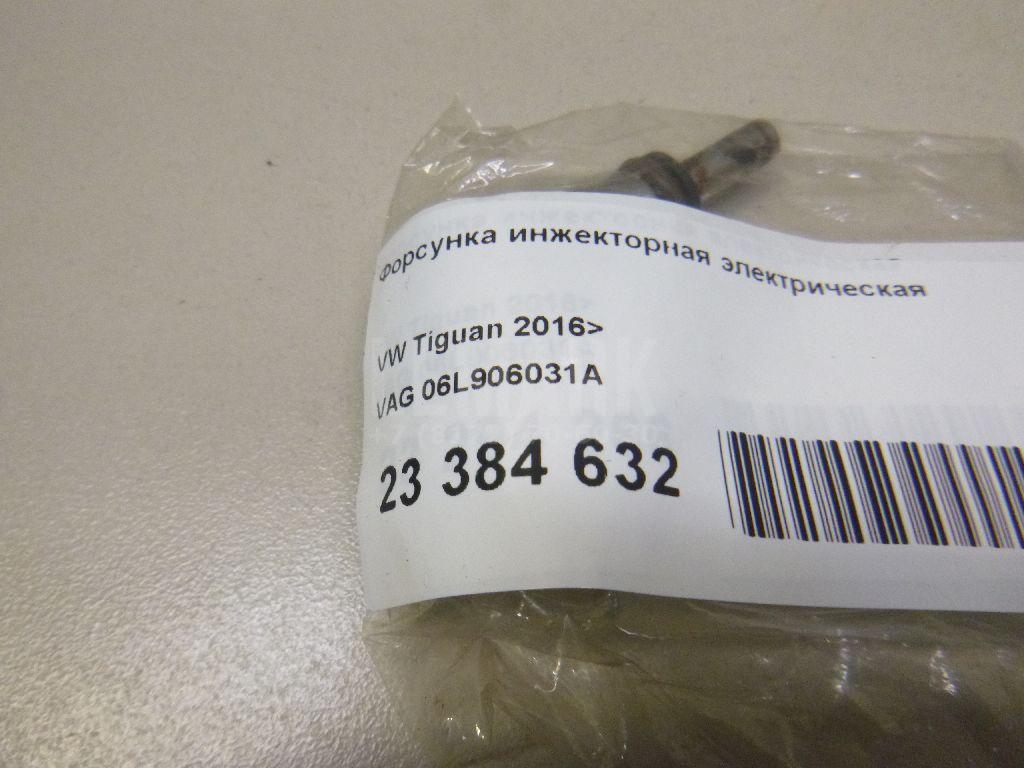 Форсунка инжекторная электрическая
VW Tiguan 2016>
VAG 06L906031A
23 384 632